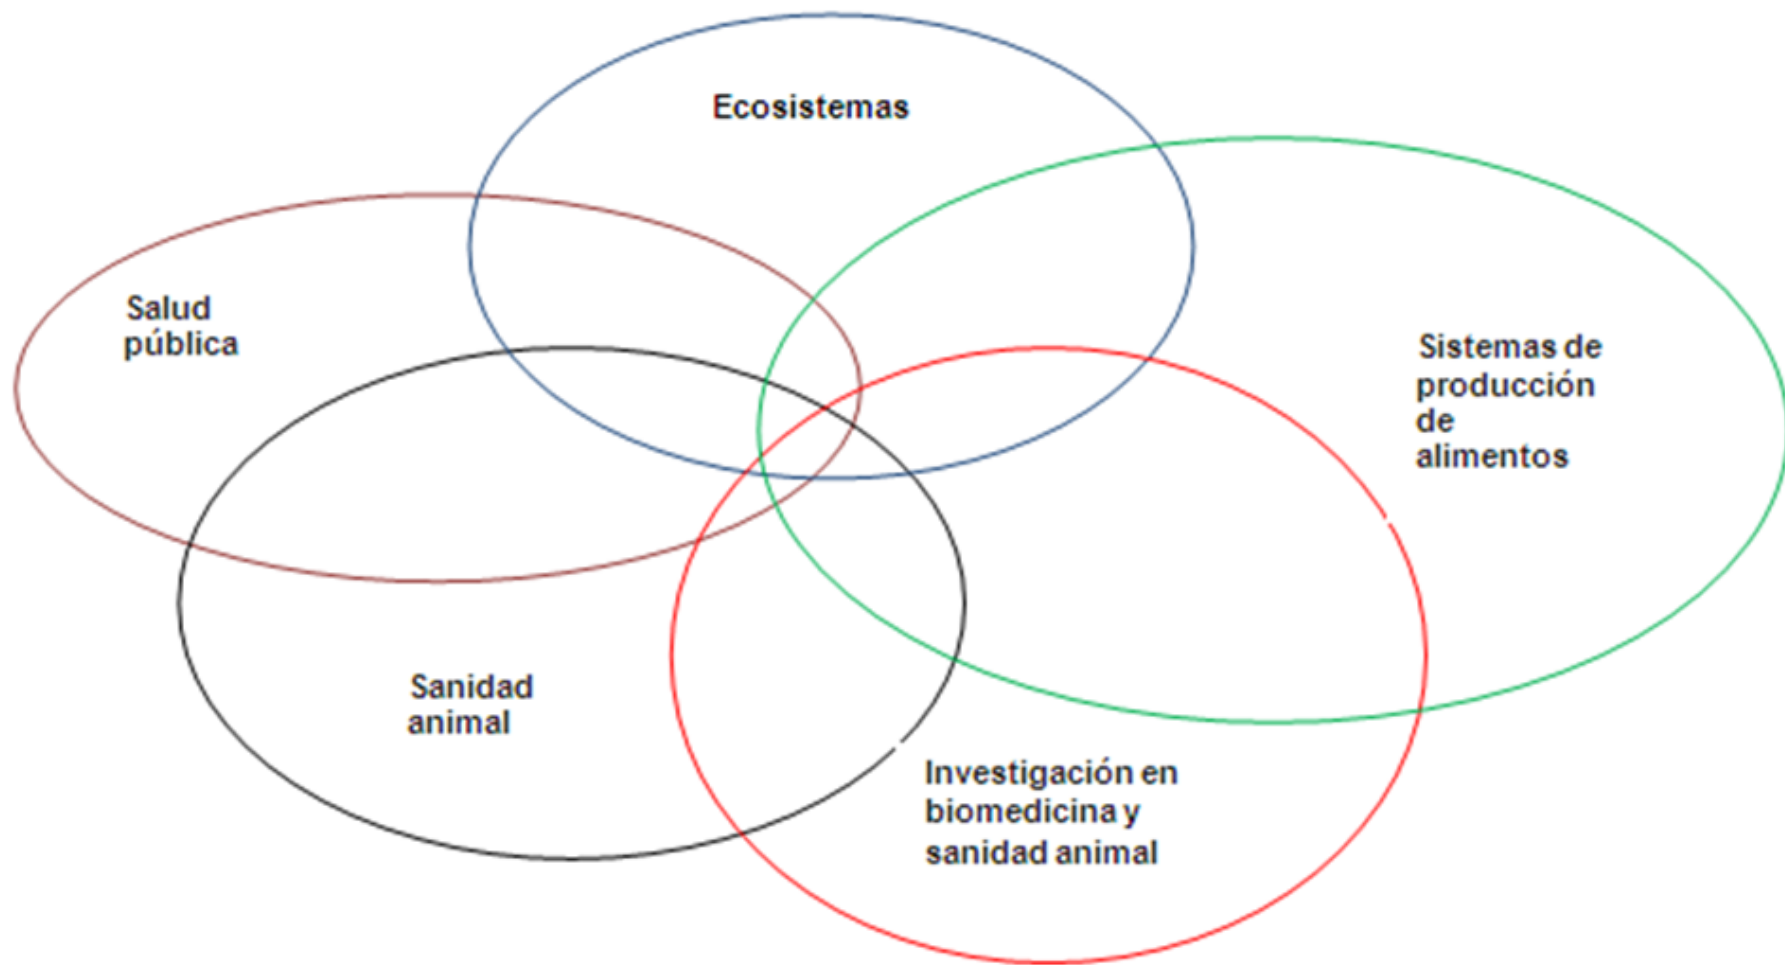 Ecosistemas
Salud
pública
Sistemas de
producción
de
alimentos
Sanidad
animal
Investigación en
biomedicina y
sanidad animal